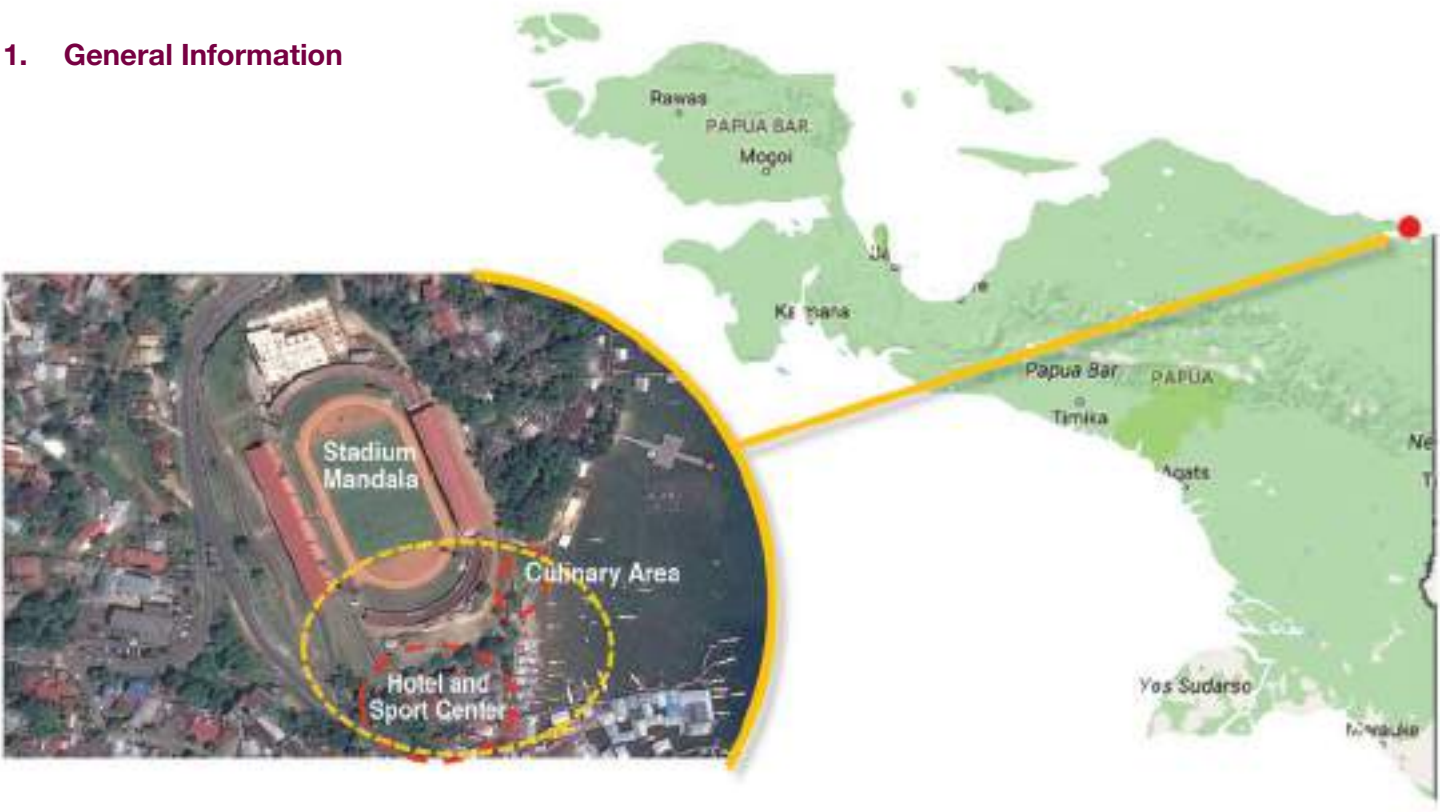 1. General Information
Rawas
PAPUA BAR
Mogoi
Papua Bar
PAPUA
Timika
Agats
Yos Sudarso
Stadium
Mandala
Culinary Area
Hotel and
Sport Center